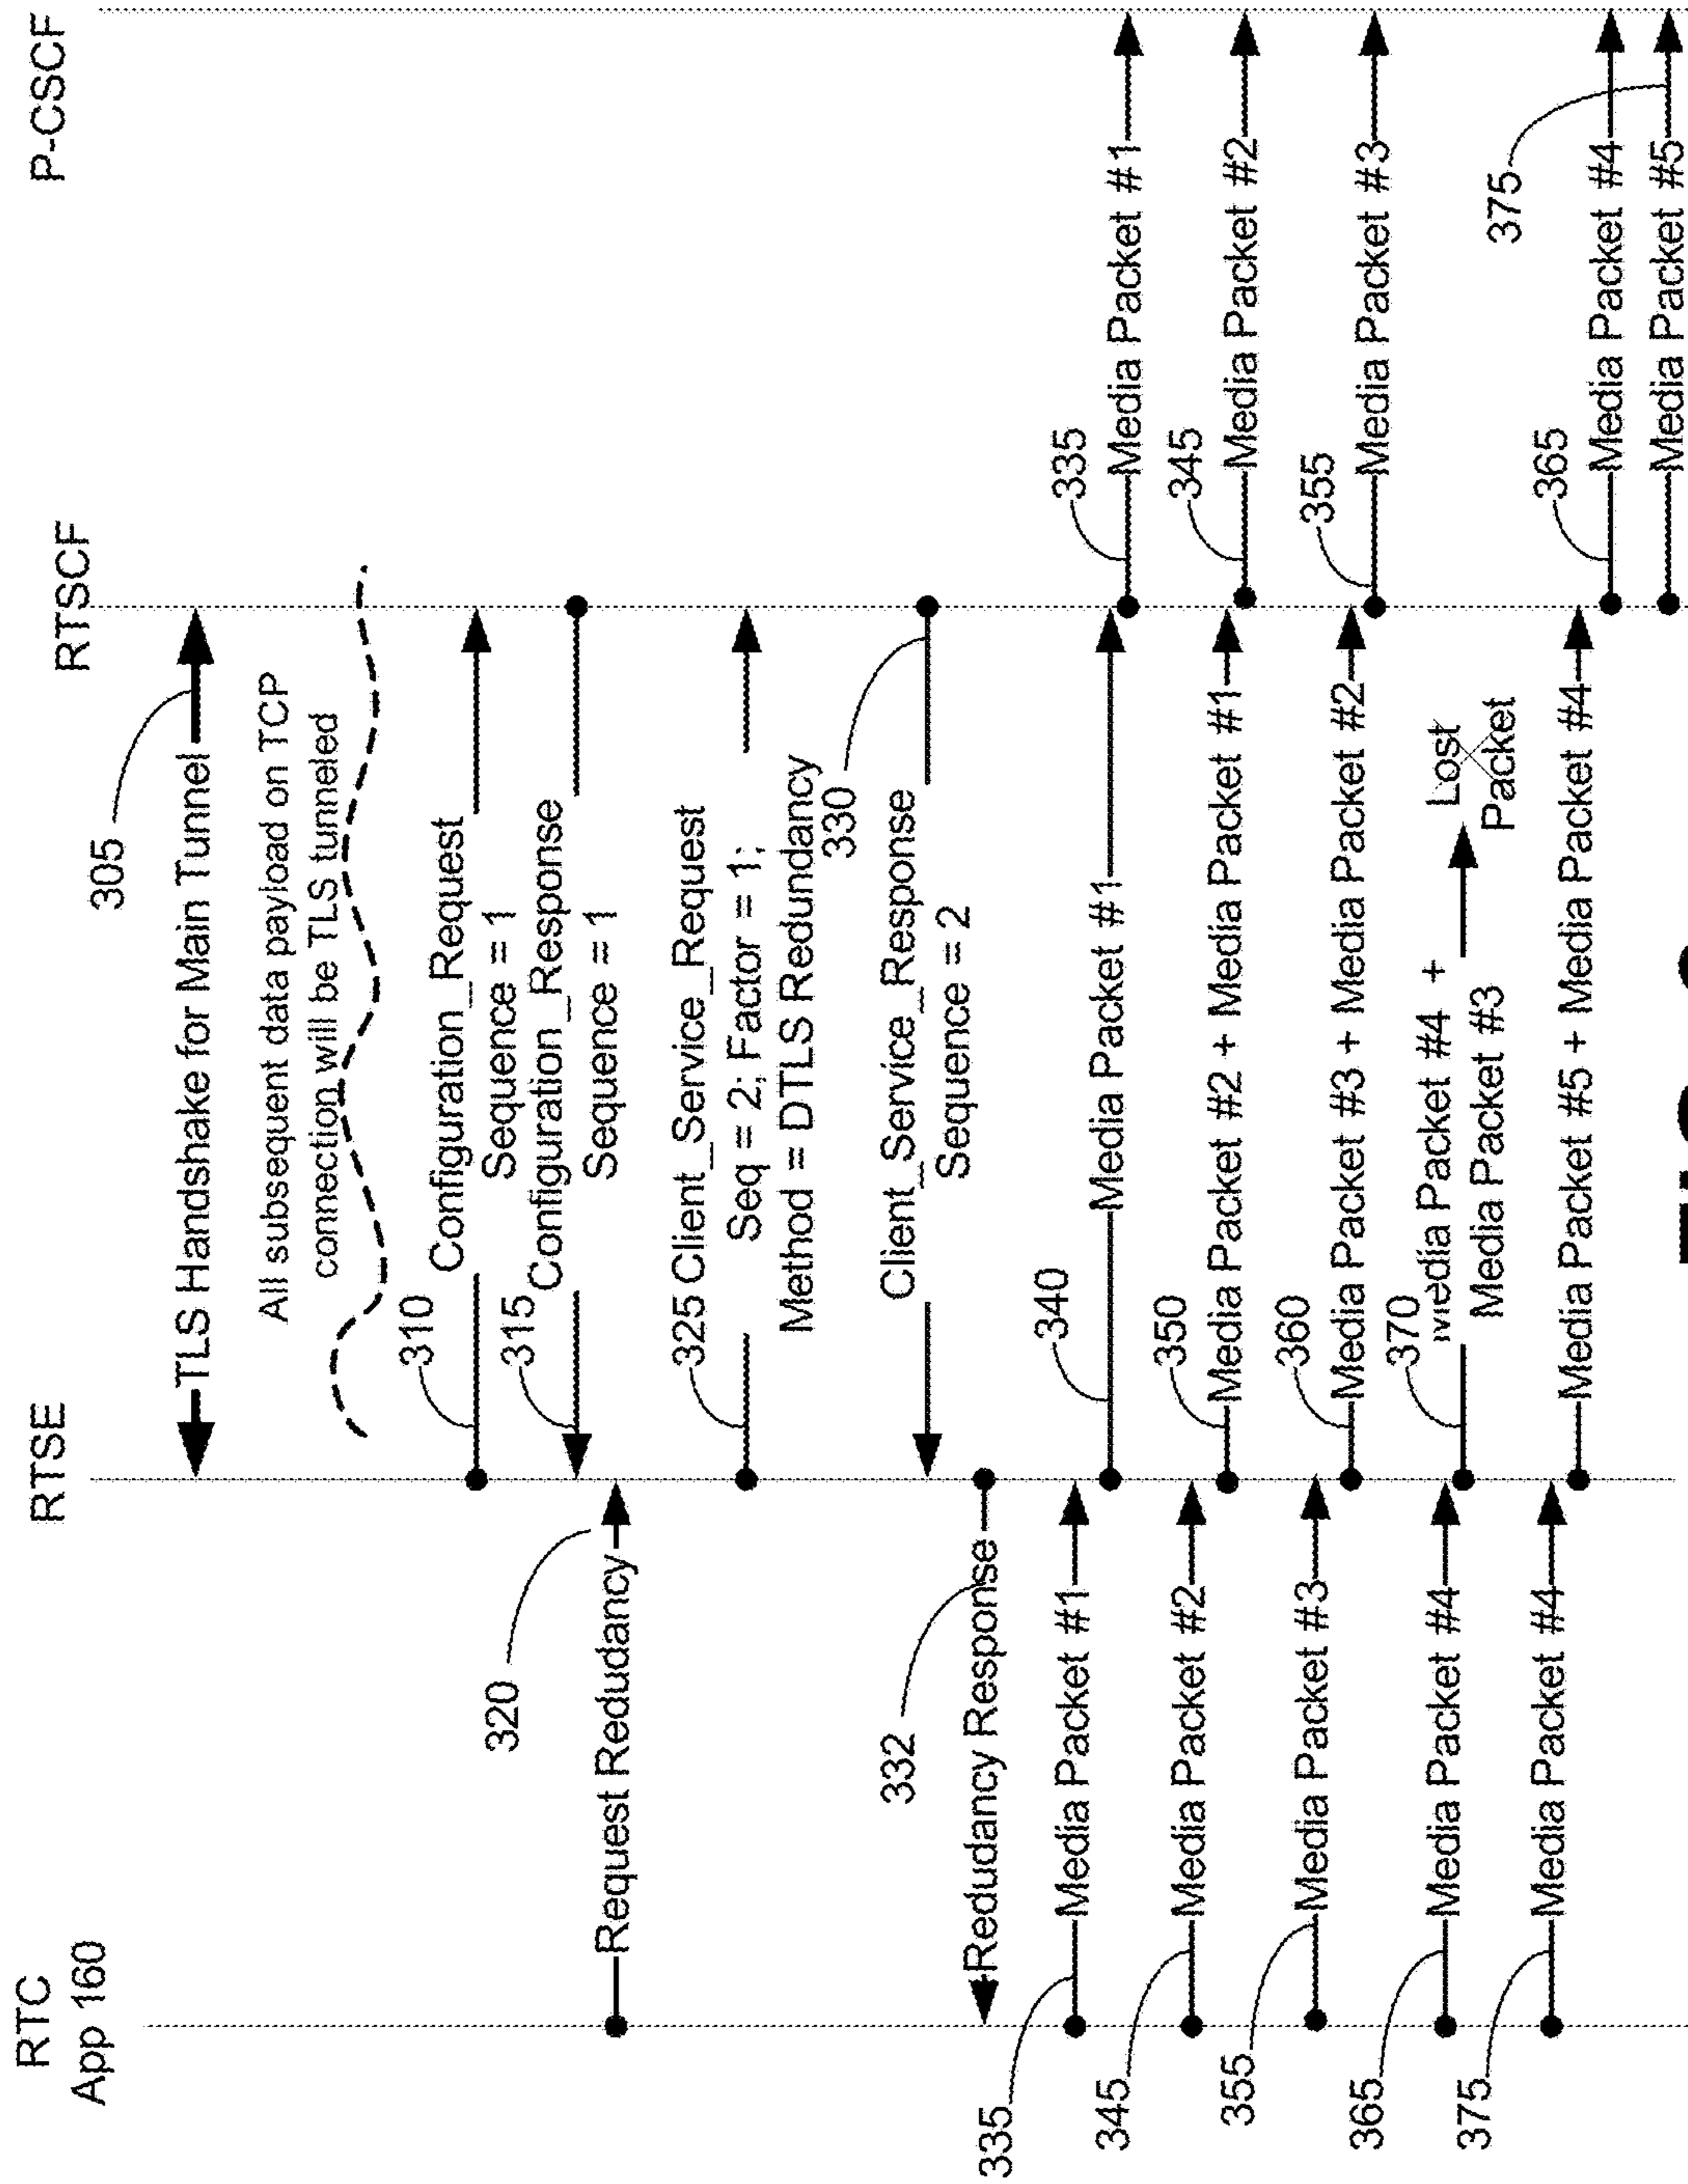 RTC
App 160
RTSE
RTSCF
P-CSCF
305
TLS Handshake for Main Tunnel
All subsequent data payload on TCP
connection will be TLS tunneled
310
Configuration_Request
Sequence = 1
315
Configuration_Response
Sequence = 1
320
Request Redudancy
325 Client_Service_Request
Seq = 2; Factor = 1;
Method = DTLS Redundancy
330
Client_Service_Response
Sequence = 2
332
Redudancy Response
335
Media Packet #1
340
Media Packet #1
335
Media Packet #1
345
Media Packet #2
350
Media Packet #2 + Media Packet #1
345
Media Packet #2
355
Media Packet #3
360
Media Packet #3 + Media Packet #2
355
Media Packet #3
365
Media Packet #4
370
Media Packet #4 +
Media Packet #3
Lost
Packet
375
Media Packet #4
Media Packet #5 + Media Packet #4
365
Media Packet #4
375
Media Packet #5